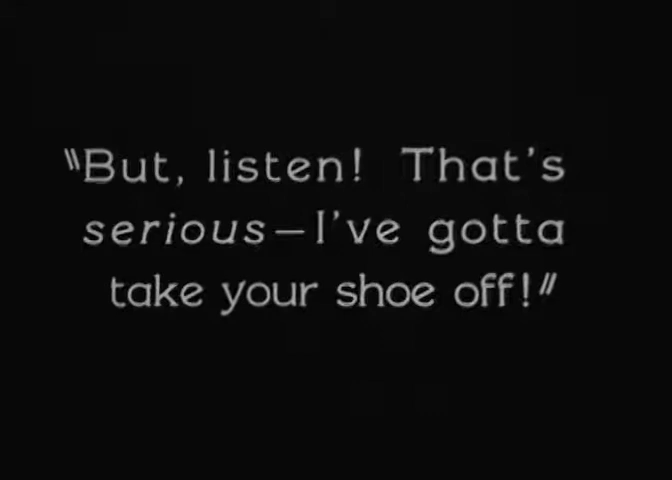 "But, listen! That's
serious—I've gotta
take your shoe off!"